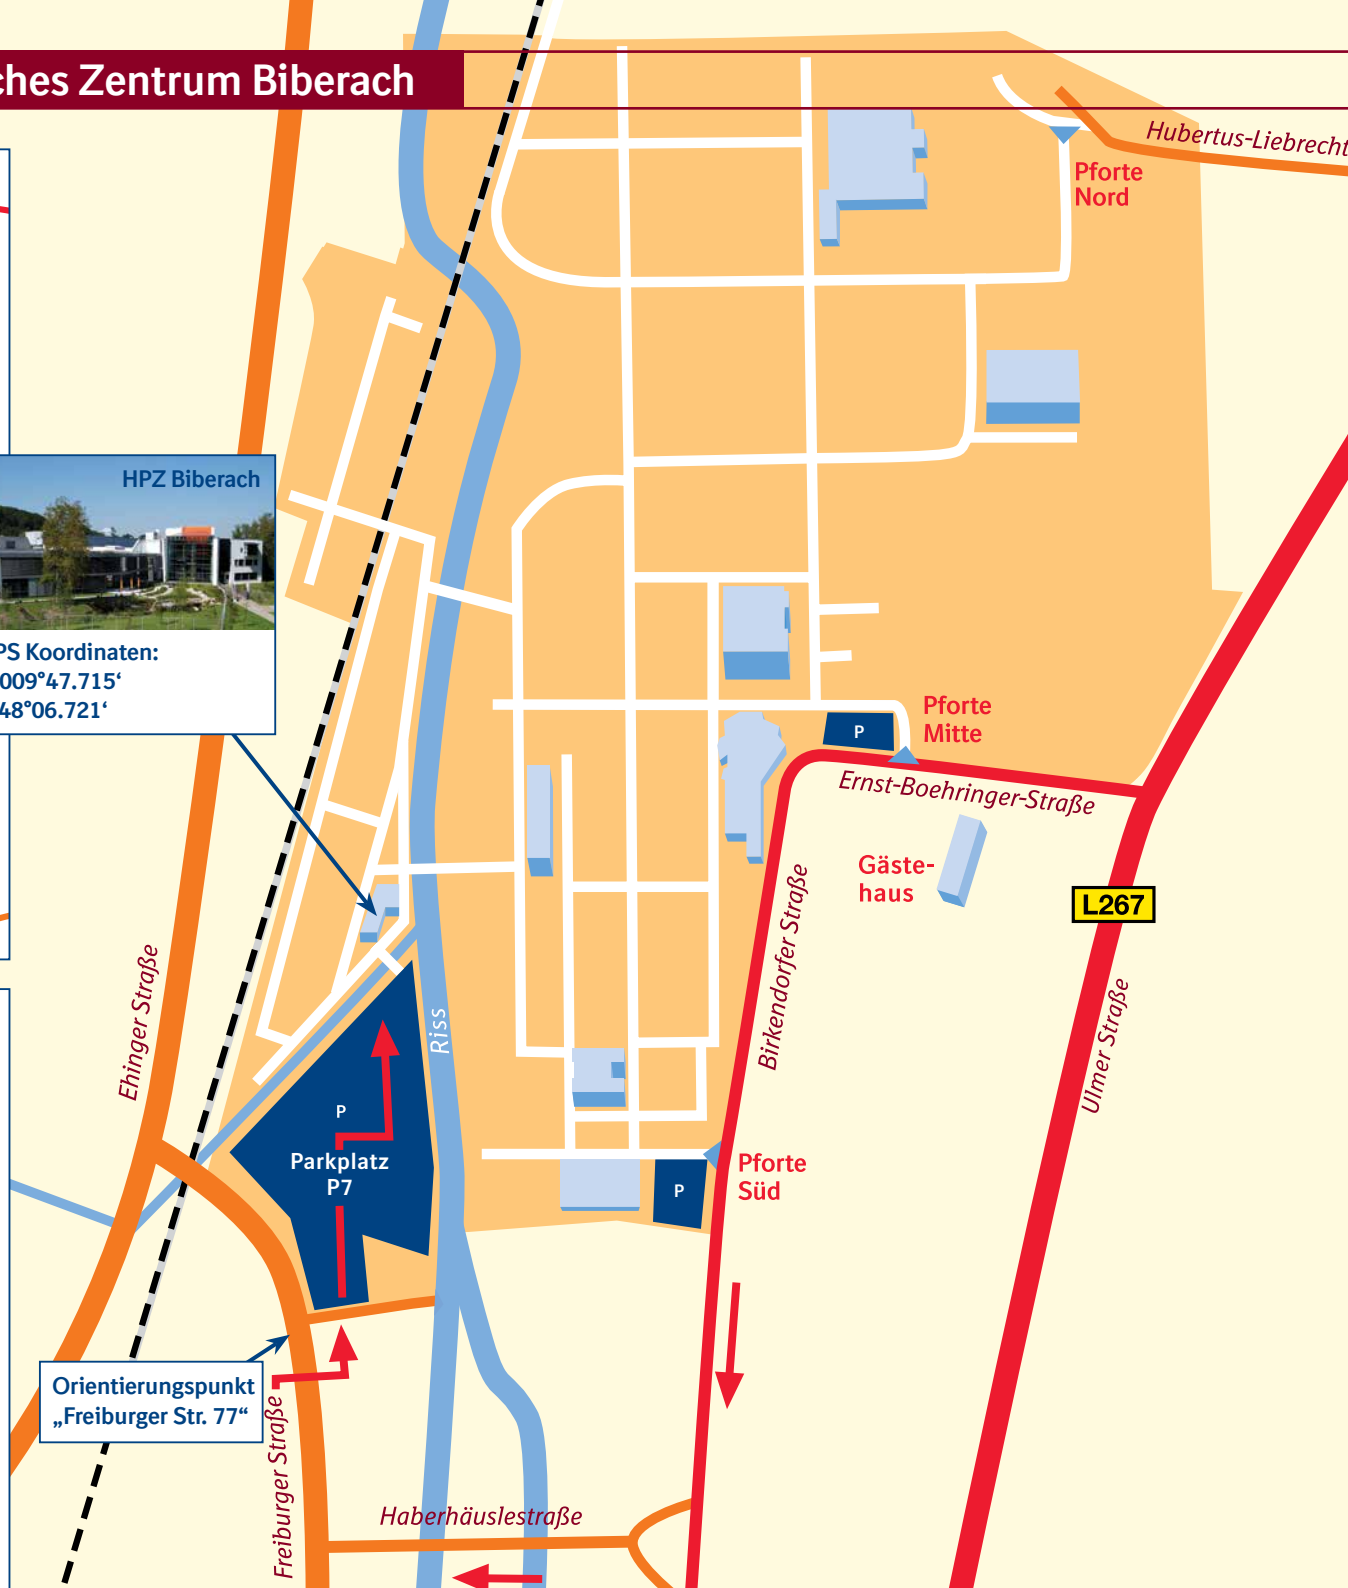 ches Zentrum Biberach
Hubertus-Liebrecht
Pforte
Nord
HPZ Biberach
PS Koordinaten:
009°47.715‘
48°06.721‘
Pforte
Mitte
P
Ernst-Boehringer-Straße
Gäste-
haus
L267
Birkendorfer Straße
Ehinger Straße
Riss
Ulmer Straße
P
Parkplatz
P7
Pforte
Süd
P
Orientierungspunkt
„Freiburger Str. 77“
Freiburger Straße
Haberhäuslestraße